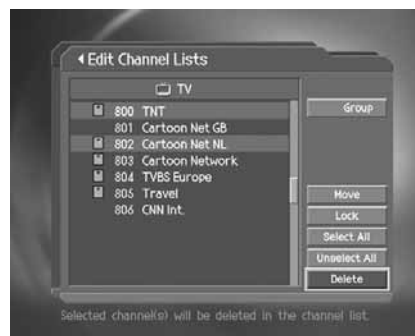 Edit Channel Lists
TV
Group
800 TNT
801 Cartoon Net GB
802 Cartoon Net NL
803 Cartoon Network
804 TVBS Europe
805 Travel
806 CNN Int.
Move
Lock
Select All
Unselect All
Delete
Selected channel(s) will be deleted in the channel list.